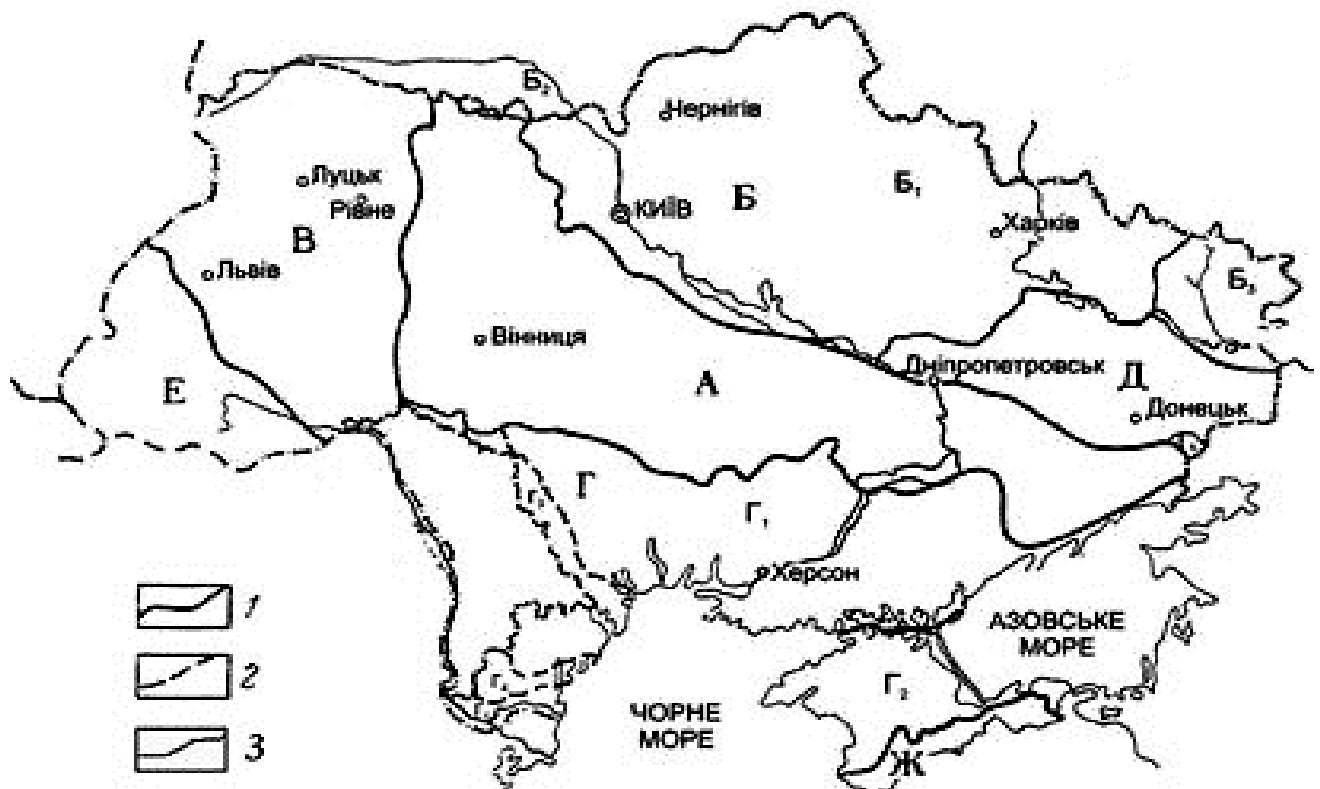 Б₂
Чернігів
Луцьк
Рівне
КИЇВ
Б
Б₁
Харків
В
Львів
Б₃
Вінниця
Дніпропетровськ
Д
Е
А
Донецьк
Г
Г₁
Херсон
1
АЗОВСЬКЕ
МОРЕ
2
Г₂
ЧОРНЕ
МОРЕ
3
Ж